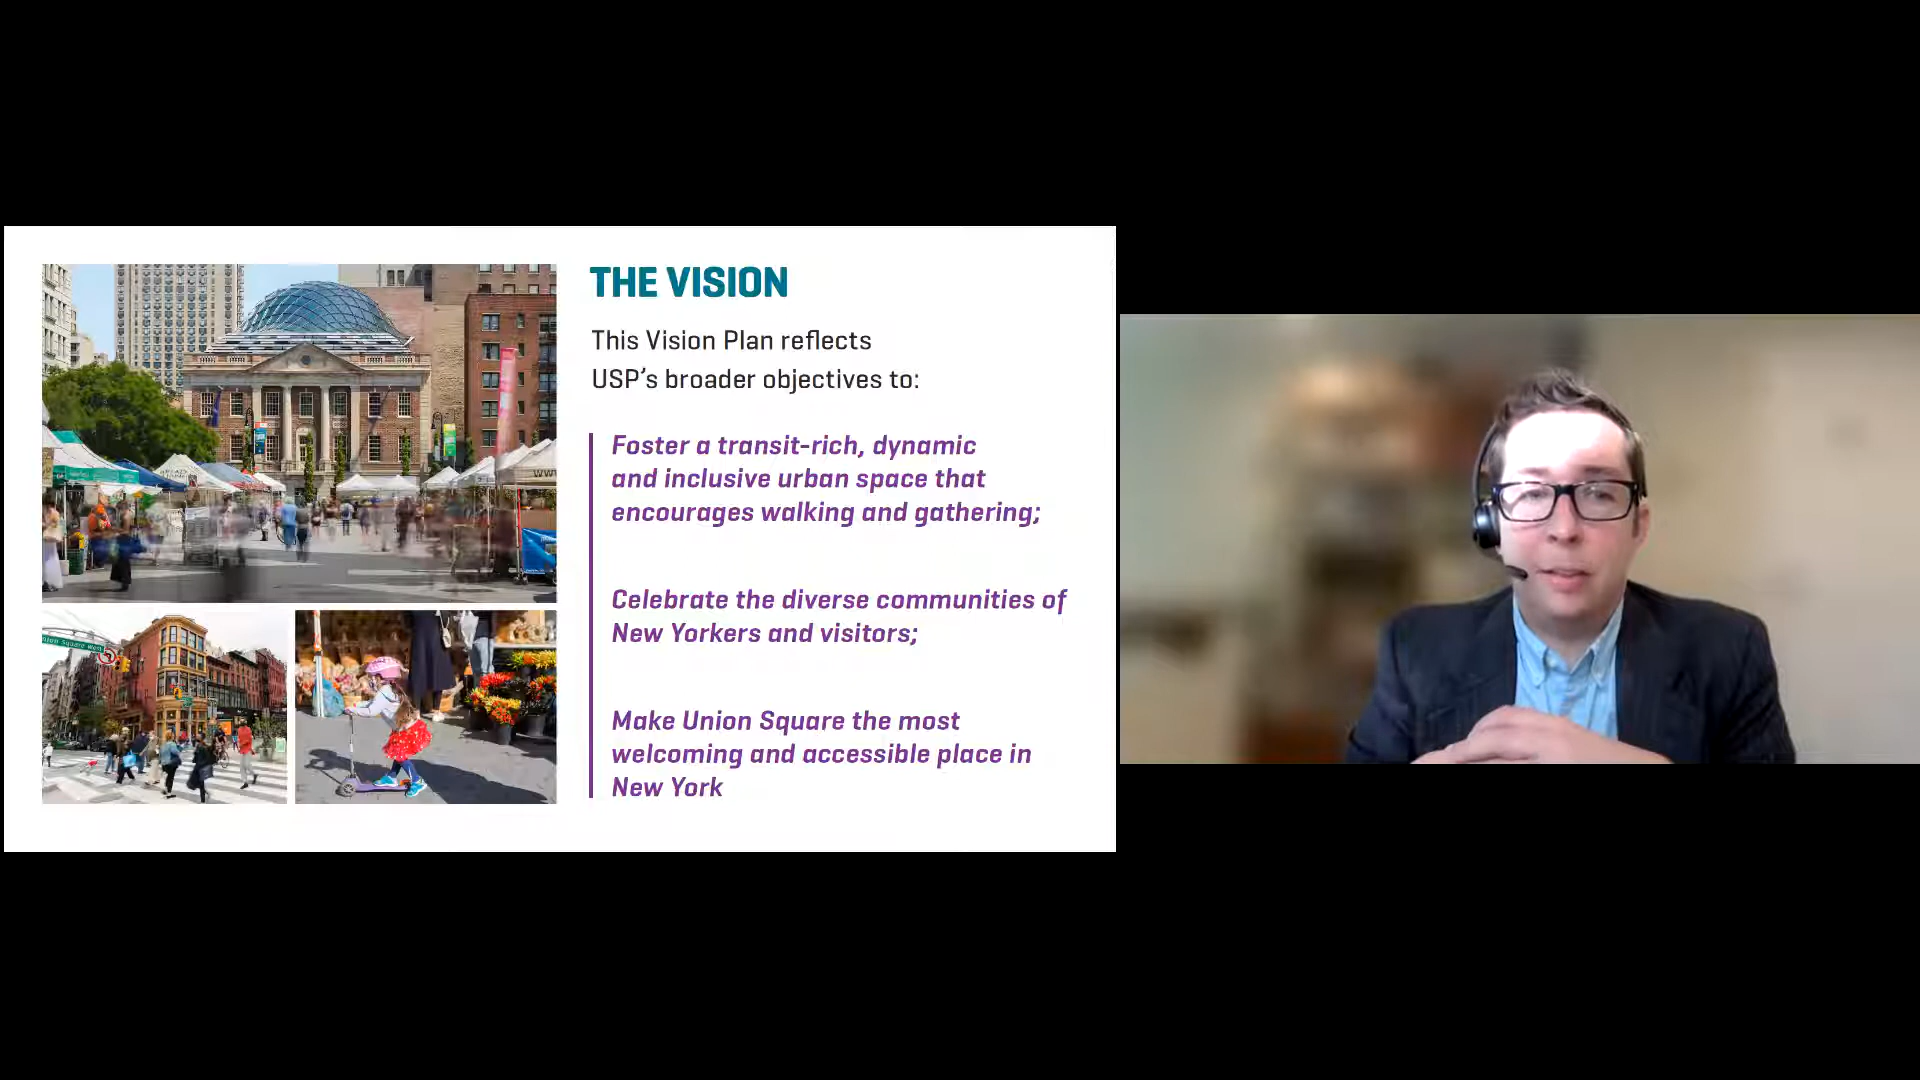 THE VISION
This Vision Plan reflects
USP's broader objectives to:
Foster a transit-rich, dynamic
and inclusive urban space that
encourages walking and gathering;
Celebrate the diverse communities of
New Yorkers and visitors;
Make Union Square the most
welcoming and accessible place in
New York